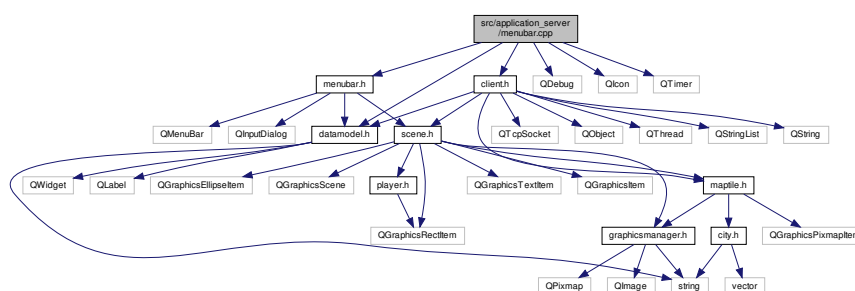 src/application_server
/menubar.cpp
menubar.h
client.h
QDebug
QIcon
QTimer
QMenuBar
QInputDialog
datamodel.h
scene.h
QTcpSocket
QObject
QThread
QStringList
QString
QWidget
QLabel
QGraphicsEllipseItem
QGraphicsScene
player.h
QGraphicsTextItem
QGraphicsItem
maptile.h
QGraphicsRectItem
graphicsmanager.h
city.h
QGraphicsPixmapItem
QPixmap
QImage
string
vector